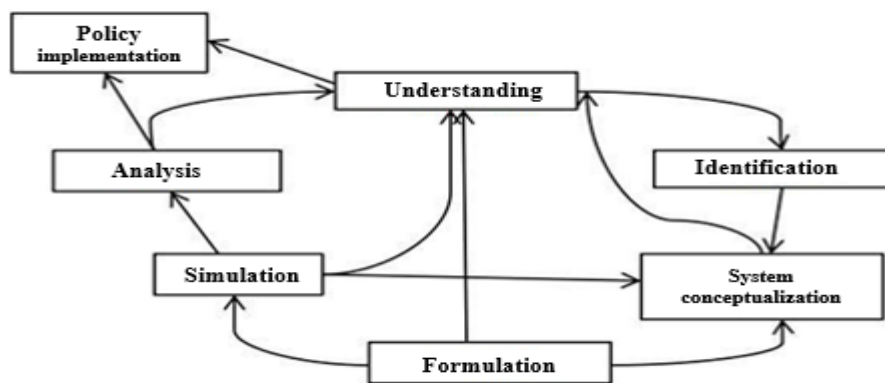 Policy
implementation
Understanding
Analysis
Identification
Simulation
System
conceptualization
Formulation